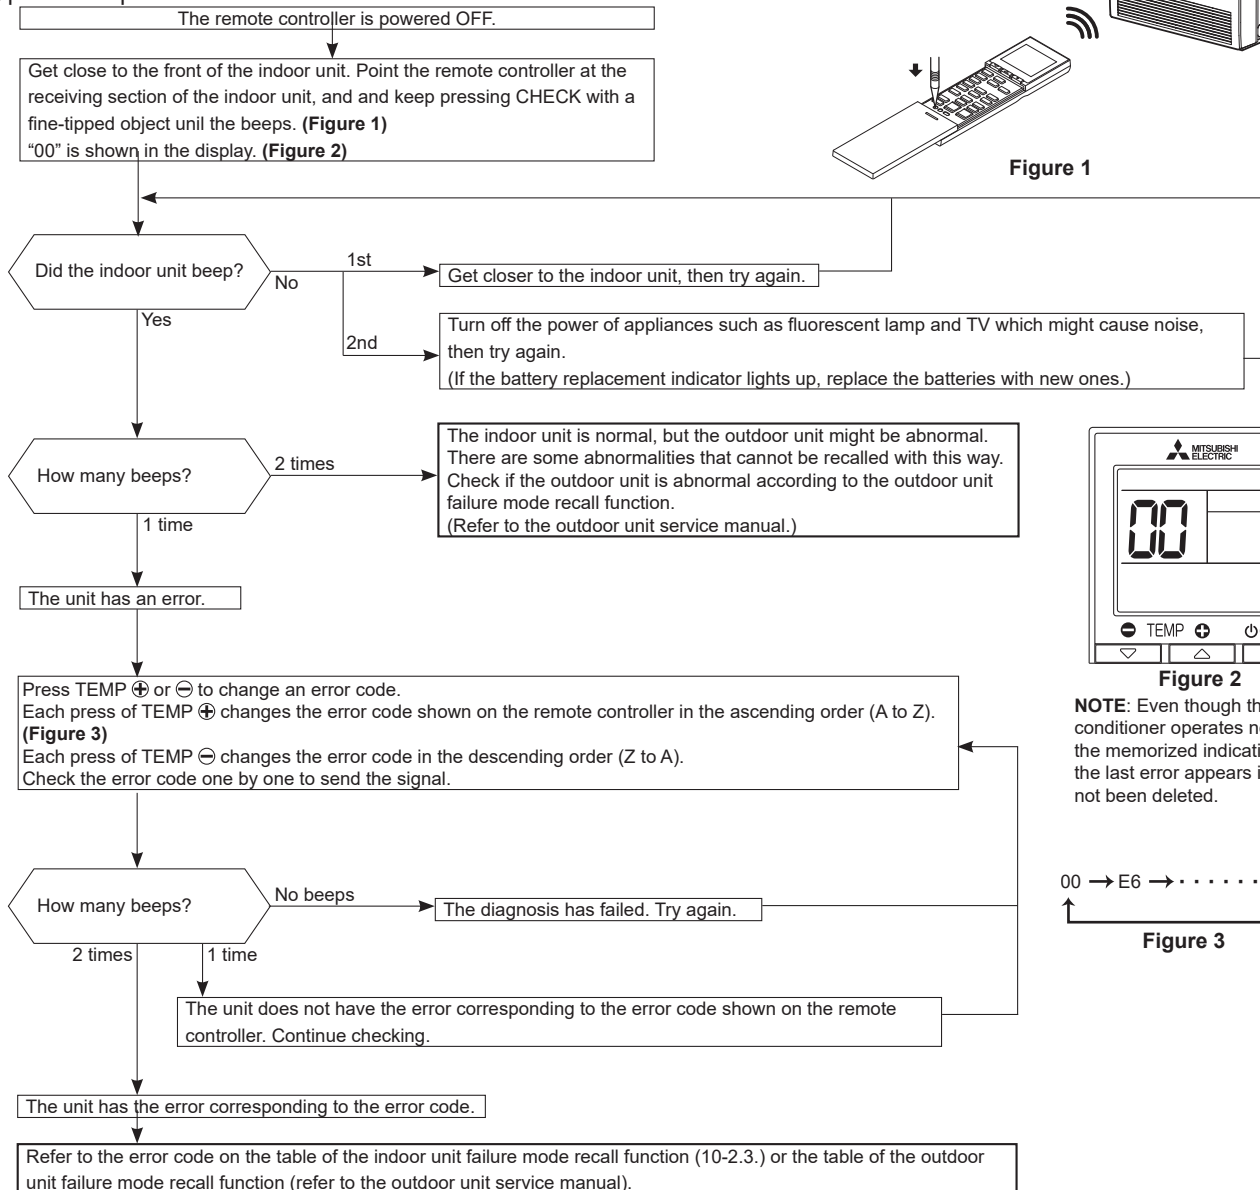 The remote controller is powered OFF.
Get close to the front of the indoor unit. Point the remote controller at the
receiving section of the indoor unit, and and keep pressing CHECK with a
fine-tipped object unil the beeps. (Figure 1)
“00” is shown in the display. (Figure 2)
Figure 1
Did the indoor unit beep?
No
1st
Get closer to the indoor unit, then try again.
Yes
2nd
Turn off the power of appliances such as fluorescent lamp and TV which might cause noise,
then try again.
(If the battery replacement indicator lights up, replace the batteries with new ones.)
How many beeps?
2 times
The indoor unit is normal, but the outdoor unit might be abnormal.
There are some abnormalities that cannot be recalled with this way.
Check if the outdoor unit is abnormal according to the outdoor unit
failure mode recall function.
(Refer to the outdoor unit service manual.)
1 time
MITSUBISHI
ELECTRIC
00
TEMP
Figure 2
NOTE: Even though
conditioner operates
the memorized
the last error appears
not been deleted.
The unit has an error.
Press TEMP ⊕ or ⊖ to change an error code.
Each press of TEMP ⊕ changes the error code shown on the remote controller in the ascending order (A to Z).
(Figure 3)
Each press of TEMP ⊖ changes the error code in the descending order (Z to A).
Check the error code one by one to send the signal.
00 → E6 → · · · · · ·
Figure 3
How many beeps?
No beeps
The diagnosis has failed. Try again.
2 times
1 time
The unit does not have the error corresponding to the error code shown on the remote
controller. Continue checking.
The unit has the error corresponding to the error code.
Refer to the error code on the table of the indoor unit failure mode recall function (10-2.3.) or the table of the outdoor
unit failure mode recall function (refer to the outdoor unit service manual).